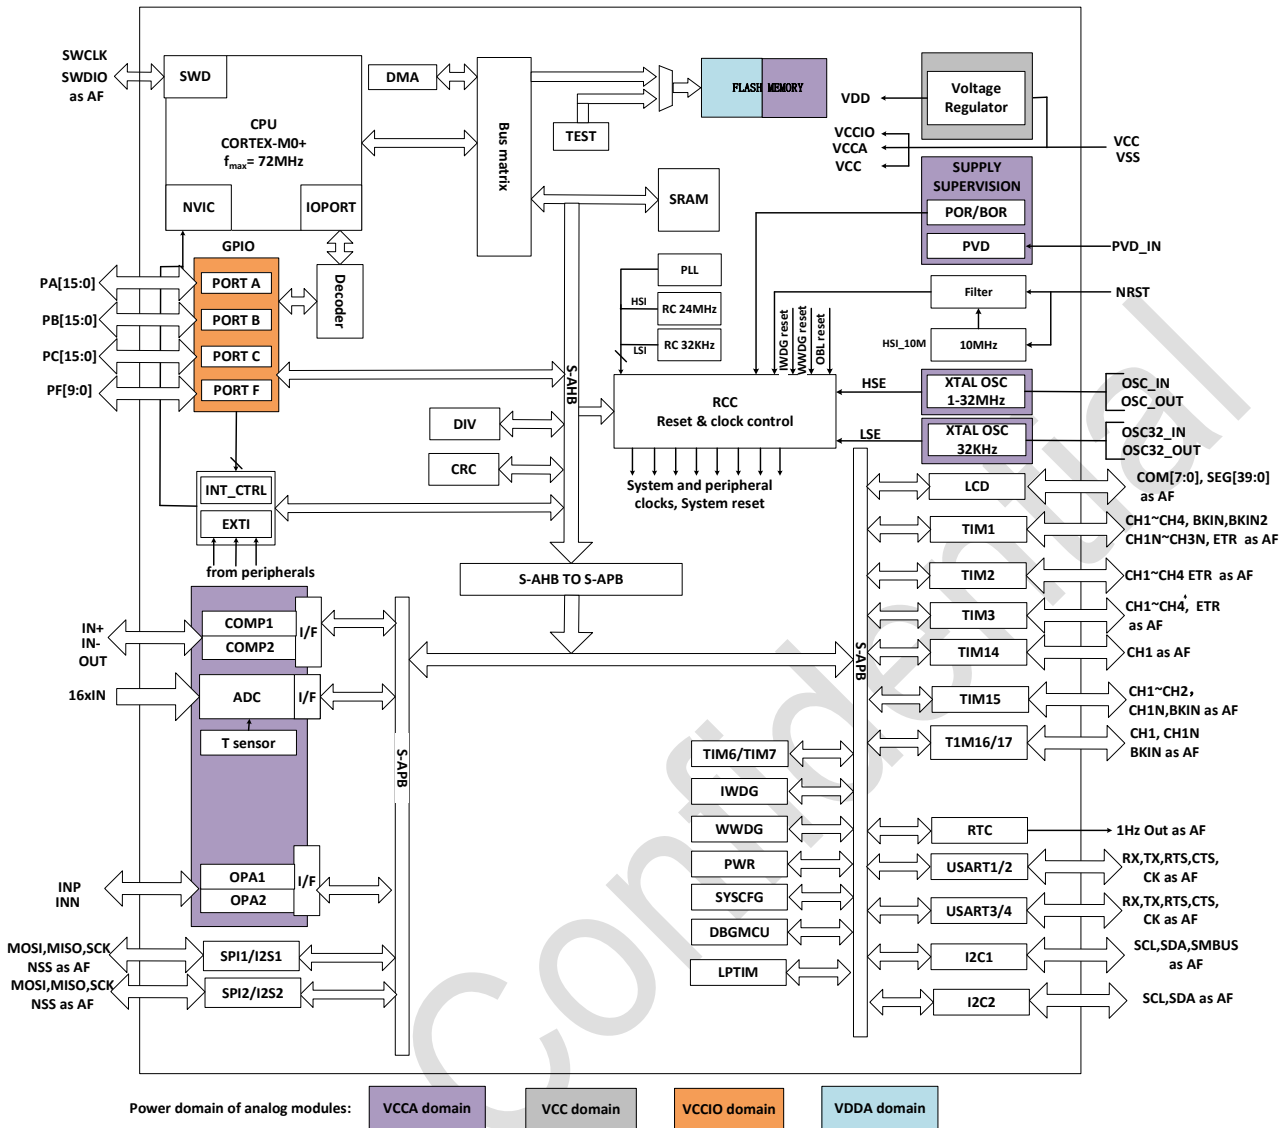 SWCLK
SWDIO
as AF
SWD
CPU
CORTEX-M0+
fmax= 72MHz
NVIC
IOPORT
DMA
Bus matrix
TEST
FLASH MEMORY
SRAM
VDD
Voltage
Regulator
VCCIO
VCCA
VCC
VCC
VSS
SUPPLY
SUPERVISION
POR/BOR
PVD
PVD_IN
GPIO
PORT A
PORT B
PORT C
PORT F
PA[15:0]
PB[15:0]
PC[15:0]
PF[9:0]
Decoder
PLL
HSI
RC 24MHz
LSI
RC 32KHz
Filter
NRST
HSI_10M
10MHz
IWDG reset
WWDG reset
OBL reset
S-AHB
RCC
Reset & clock control
HSE
XTAL OSC
1-32MHz
OSC_IN
OSC_OUT
LSE
XTAL OSC
32KHz
OSC32_IN
OSC32_OUT
DIV
CRC
System and peripheral
clocks, System reset
INT_CTRL
EXTI
from peripherals
S-AHB TO S-APB
LCD
COM[7:0], SEG[39:0]
as AF
TIM1
CH1~CH4, BKIN,BKIN2
CH1N~CH3N, ETR as AF
TIM2
CH1~CH4 ETR as AF
TIM3
CH1~CH4, ETR
as AF
TIM14
CH1 as AF
TIM15
CH1~CH2,
CH1N,BKIN as AF
T1M16/17
CH1, CH1N
BKIN as AF
S-APB
IN+
IN-
OUT
COMP1
COMP2
I/F
16xIN
ADC
I/F
T sensor
S-APB
TIM6/TIM7
IWDG
WWDG
PWR
SYSCFG
DBGMCU
LPTIM
RTC
1Hz Out as AF
USART1/2
RX,TX,RTS,CTS,
CK as AF
USART3/4
RX,TX,RTS,CTS,
CK as AF
I2C1
SCL,SDA,SMBUS
as AF
I2C2
SCL,SDA as AF
INP
INN
OPA1
OPA2
I/F
MOSI,MISO,SCK
NSS as AF
SPI1/I2S1
MOSI,MISO,SCK
NSS as AF
SPI2/I2S2
Confidential
Power domain of analog modules:
VCCA domain
VCC domain
VCCIO domain
VDDA domain